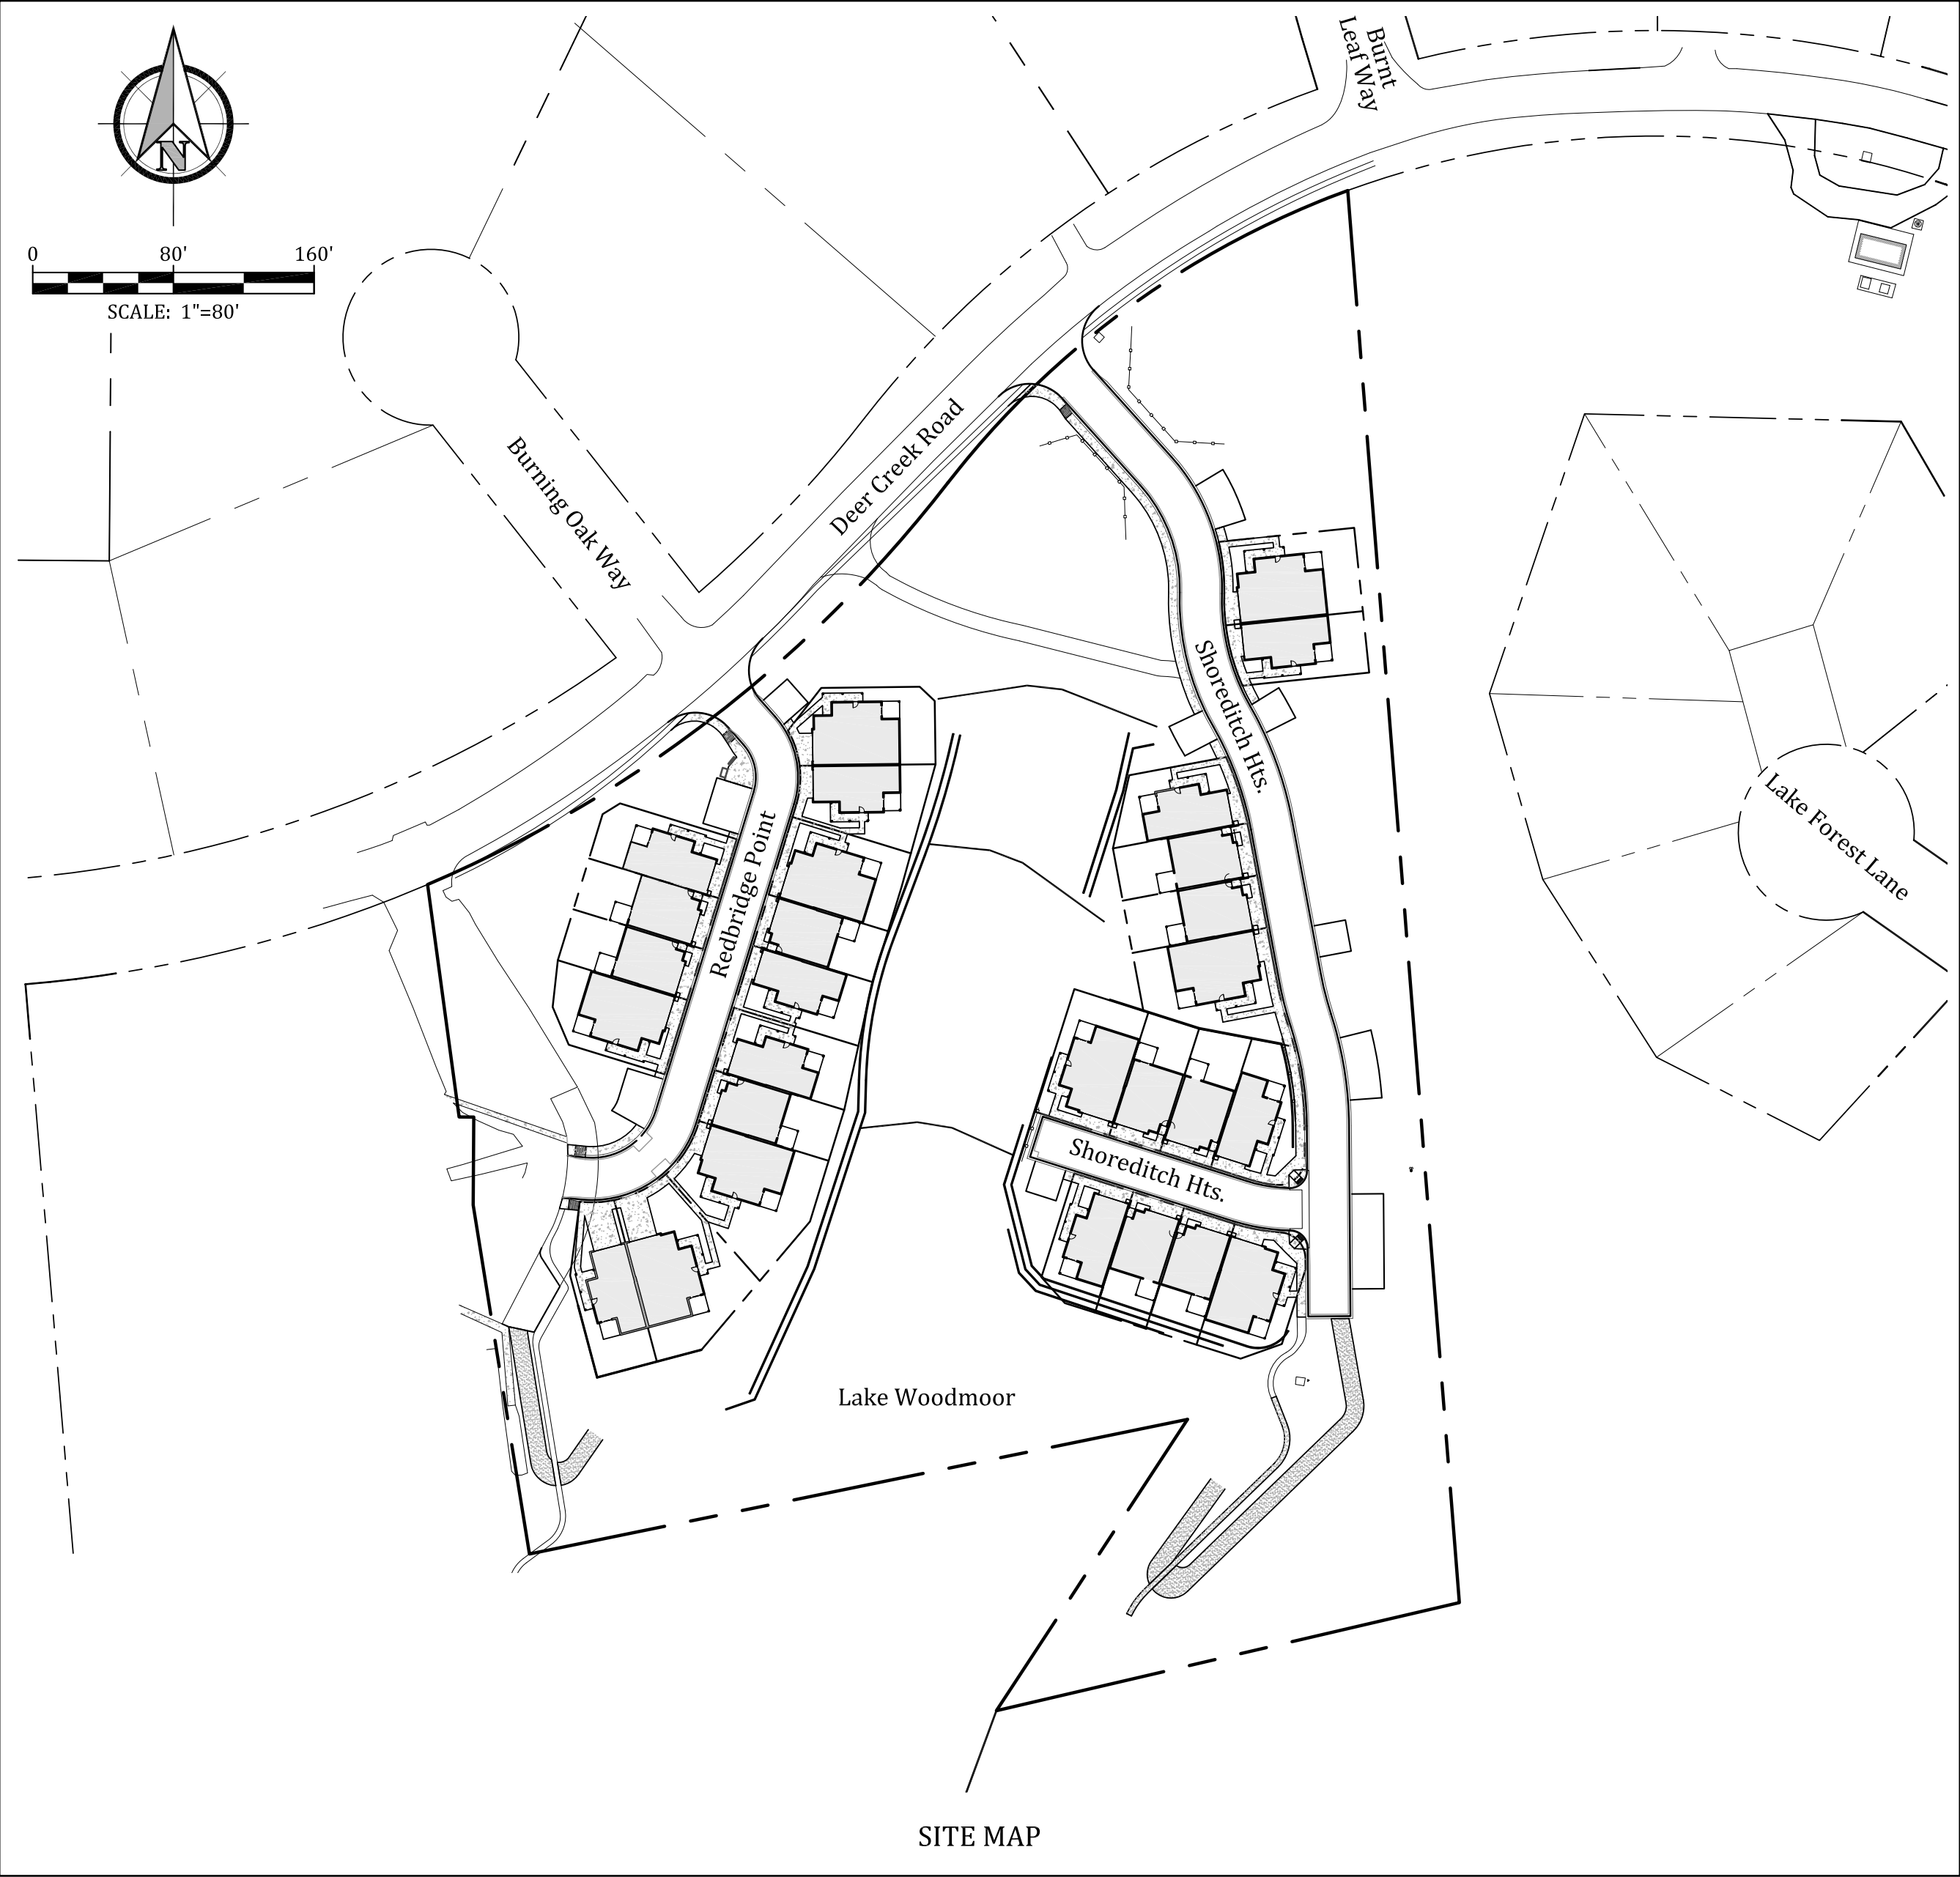 Burnt
Leaf Way
N
0 80' 160'
SCALE: 1"=80'
Burning Oak Way
Deer Creek Road
Shoreditch Hts.
Lake Forest Lane
Redbridge Point
Shoreditch Hts.
Lake Woodmoor
SITE MAP